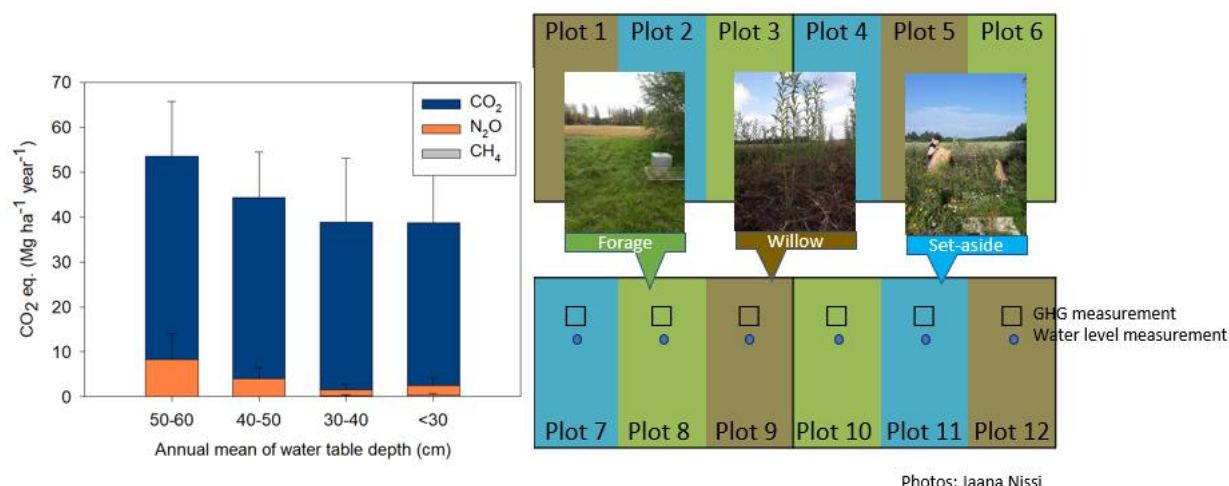 70
60
50
40
30
20
10
0
CO₂ eq. (Mg ha⁻¹ year⁻¹)
CO₂
N₂O
CH₄
50-60 40-50 30-40 <30
Annual mean of water table depth (cm)
Plot 1 Plot 2 Plot 3 Plot 4 Plot 5 Plot 6
Forage Willow Set-aside
GHG measurement
Water level measurement
Plot 7 Plot 8 Plot 9 Plot 10 Plot 11 Plot 12
Photos: Jaana Nissi